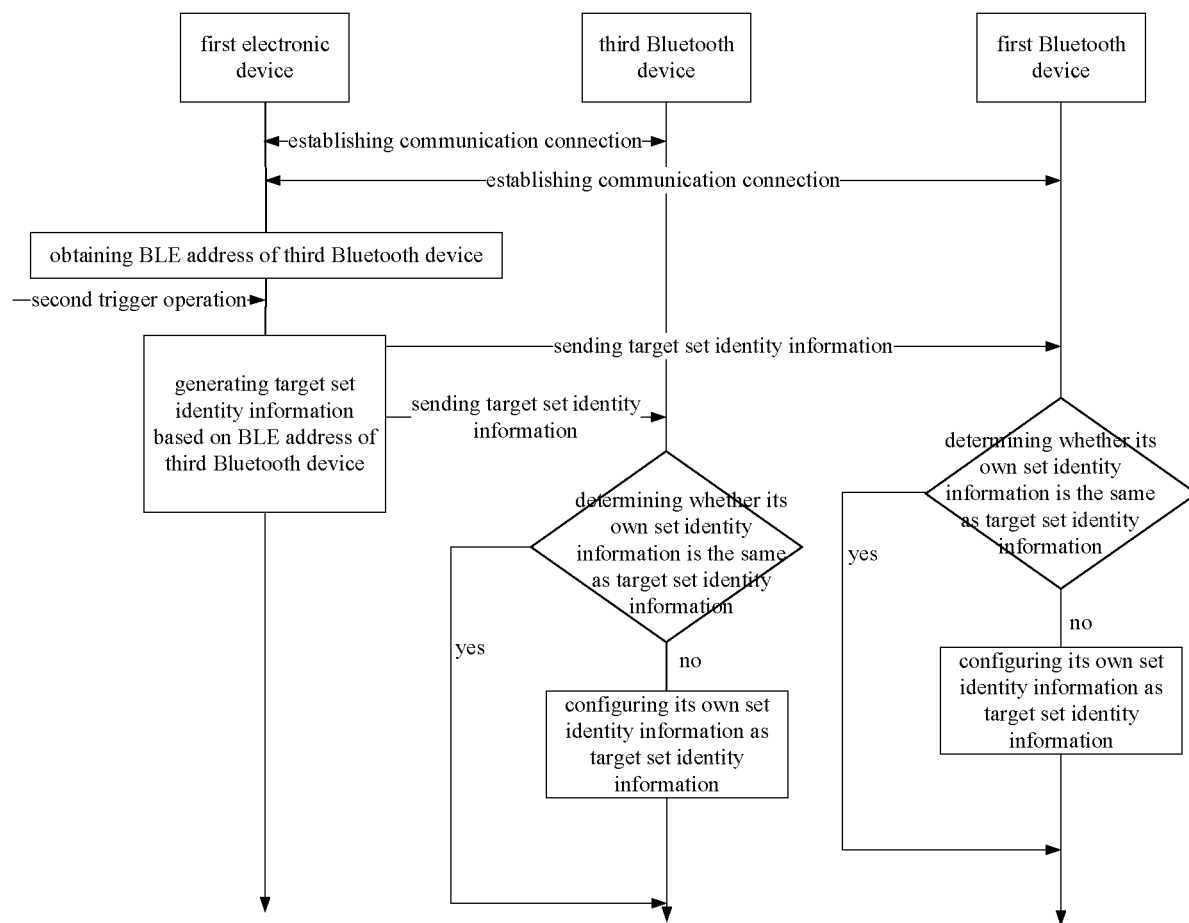 first electronic
device
third Bluetooth
device
first Bluetooth
device
establishing communication connection
establishing communication connection
obtaining BLE address of third Bluetooth device
second trigger operation
generating target set
identity information
based on BLE address of
third Bluetooth device
sending target set identity information
sending target set identity
information
determining whether its
own set identity
information is the same
as target set identity
information
yes
no
configuring its own set
identity information as
target set identity
information
determining whether its
own set identity
information is the same
as target set identity
information
yes
no
configuring its own set
identity information as
target set identity
information